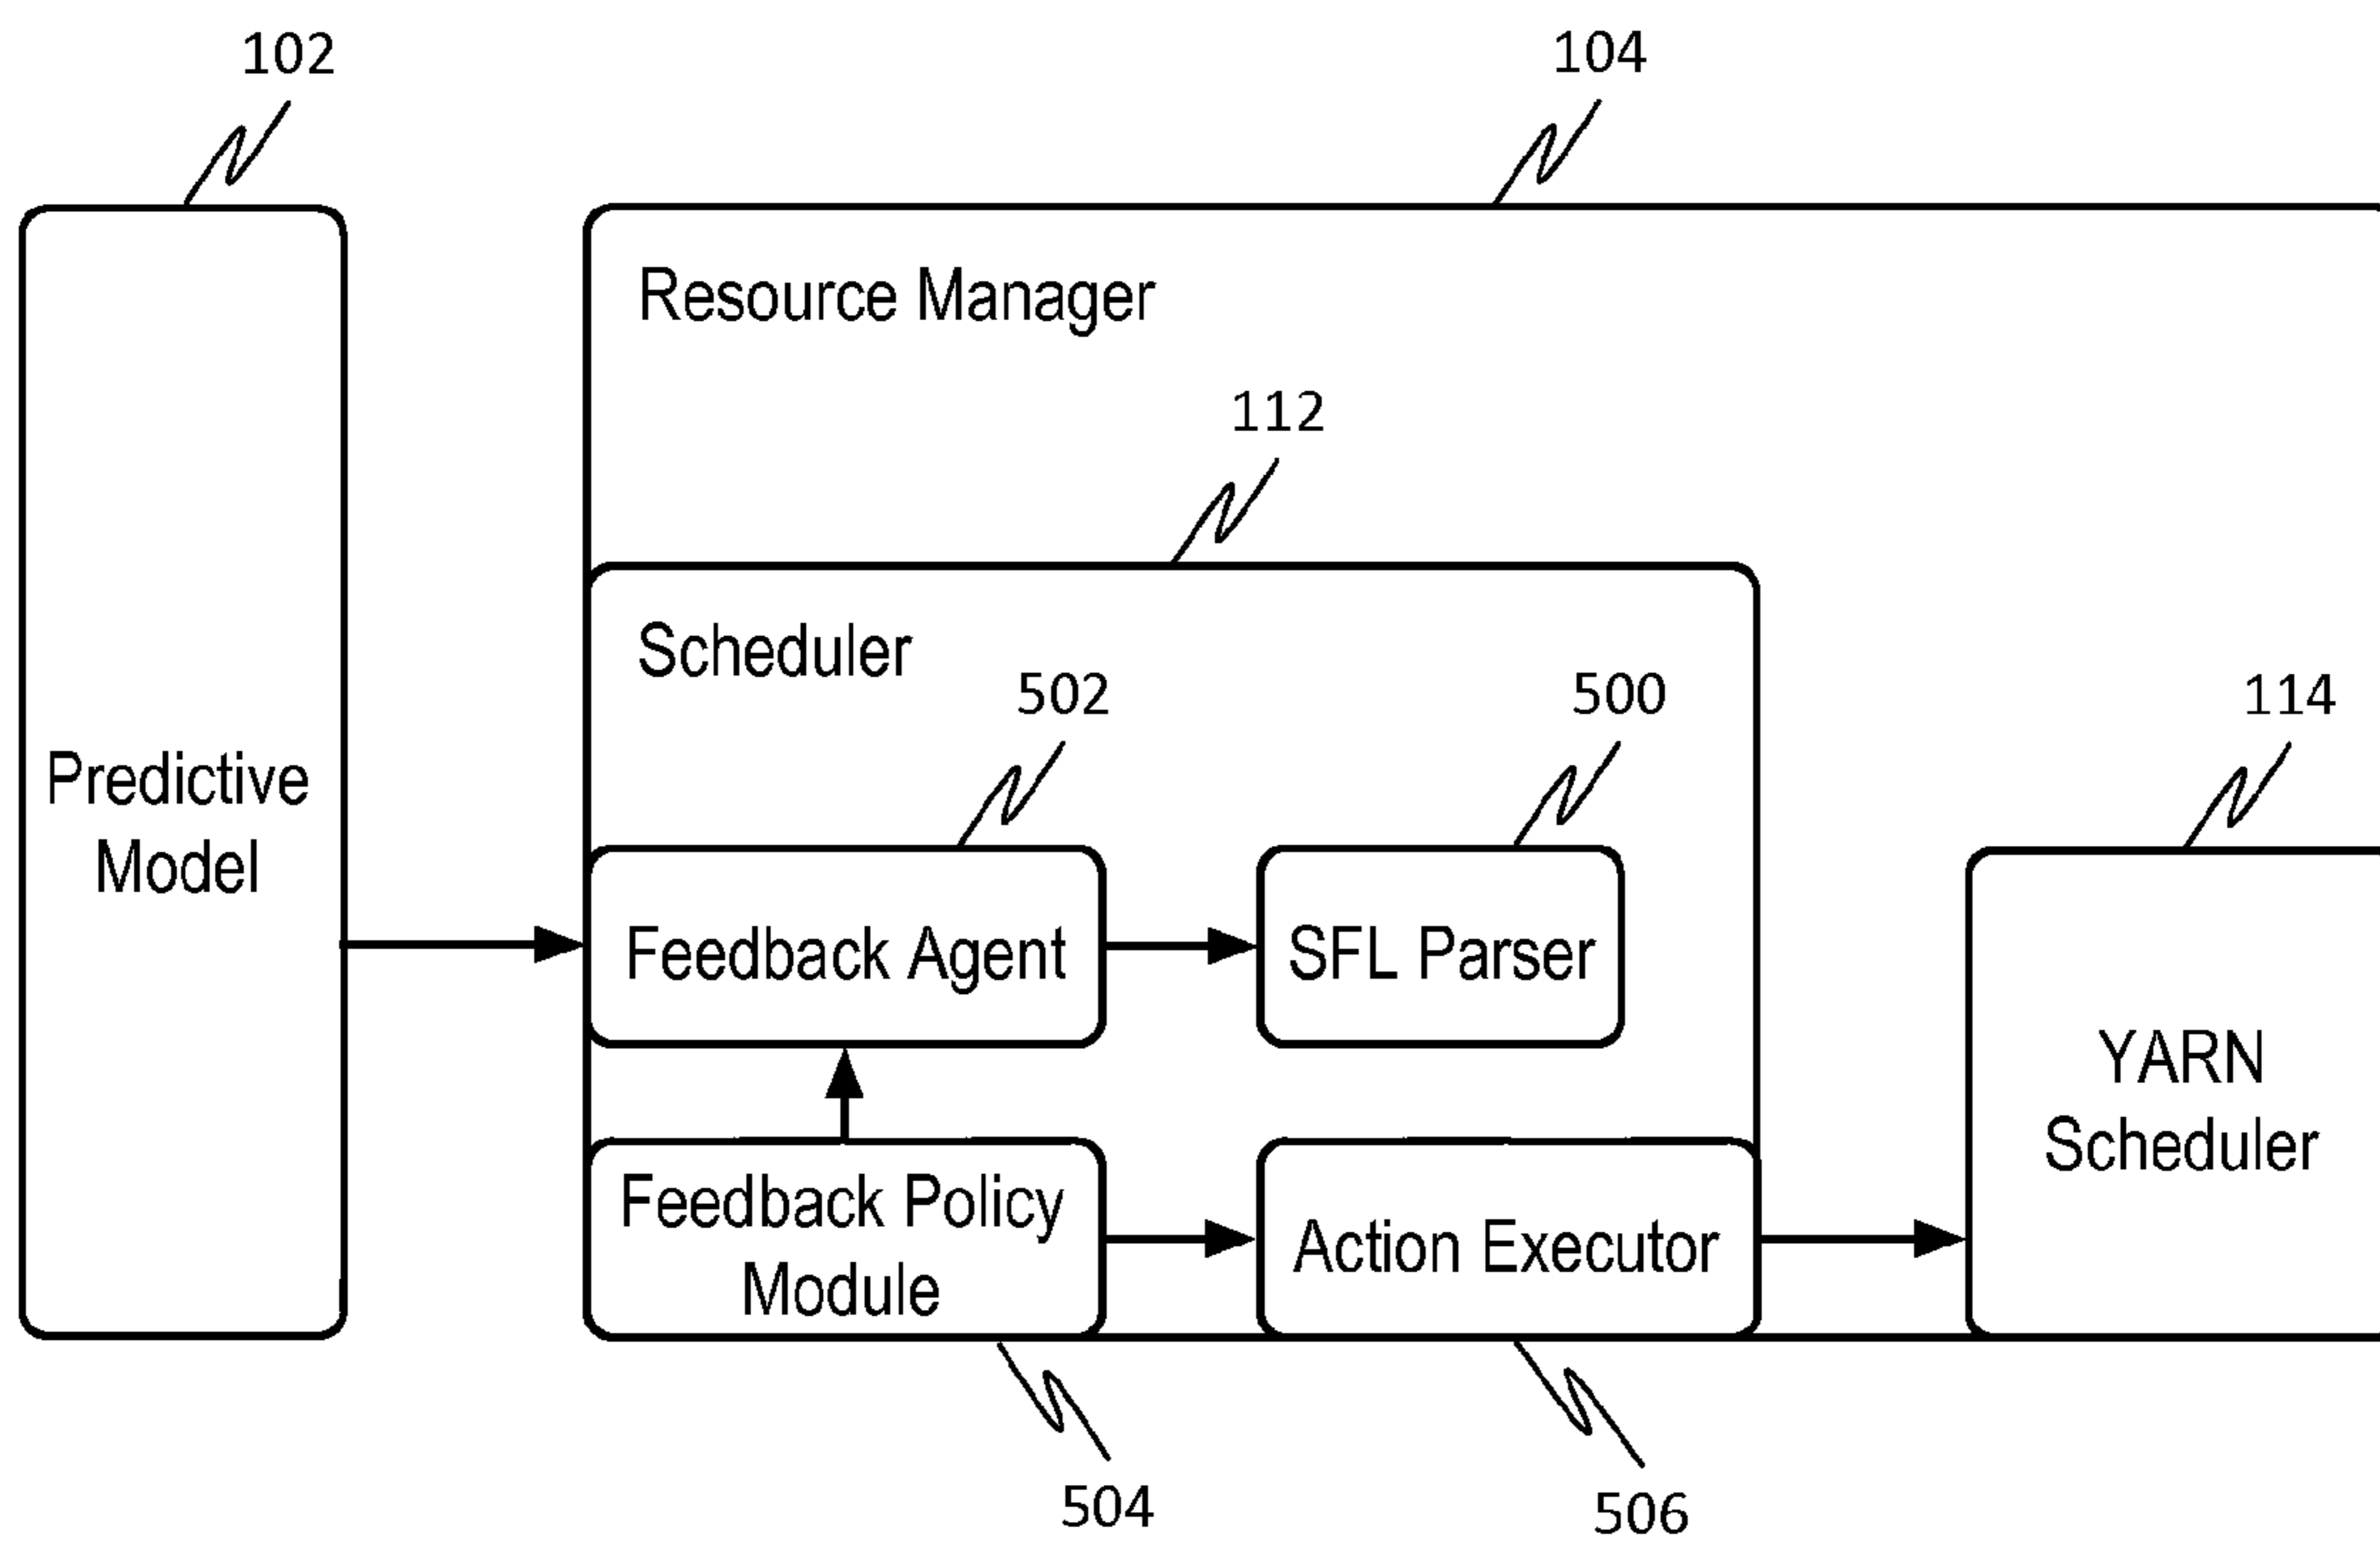 102
104
Resource Manager
112
Scheduler
502
500
114
Predictive
Model
Feedback Agent
SFL Parser
YARN
Scheduler
Feedback Policy
Module
Action Executor
504
506